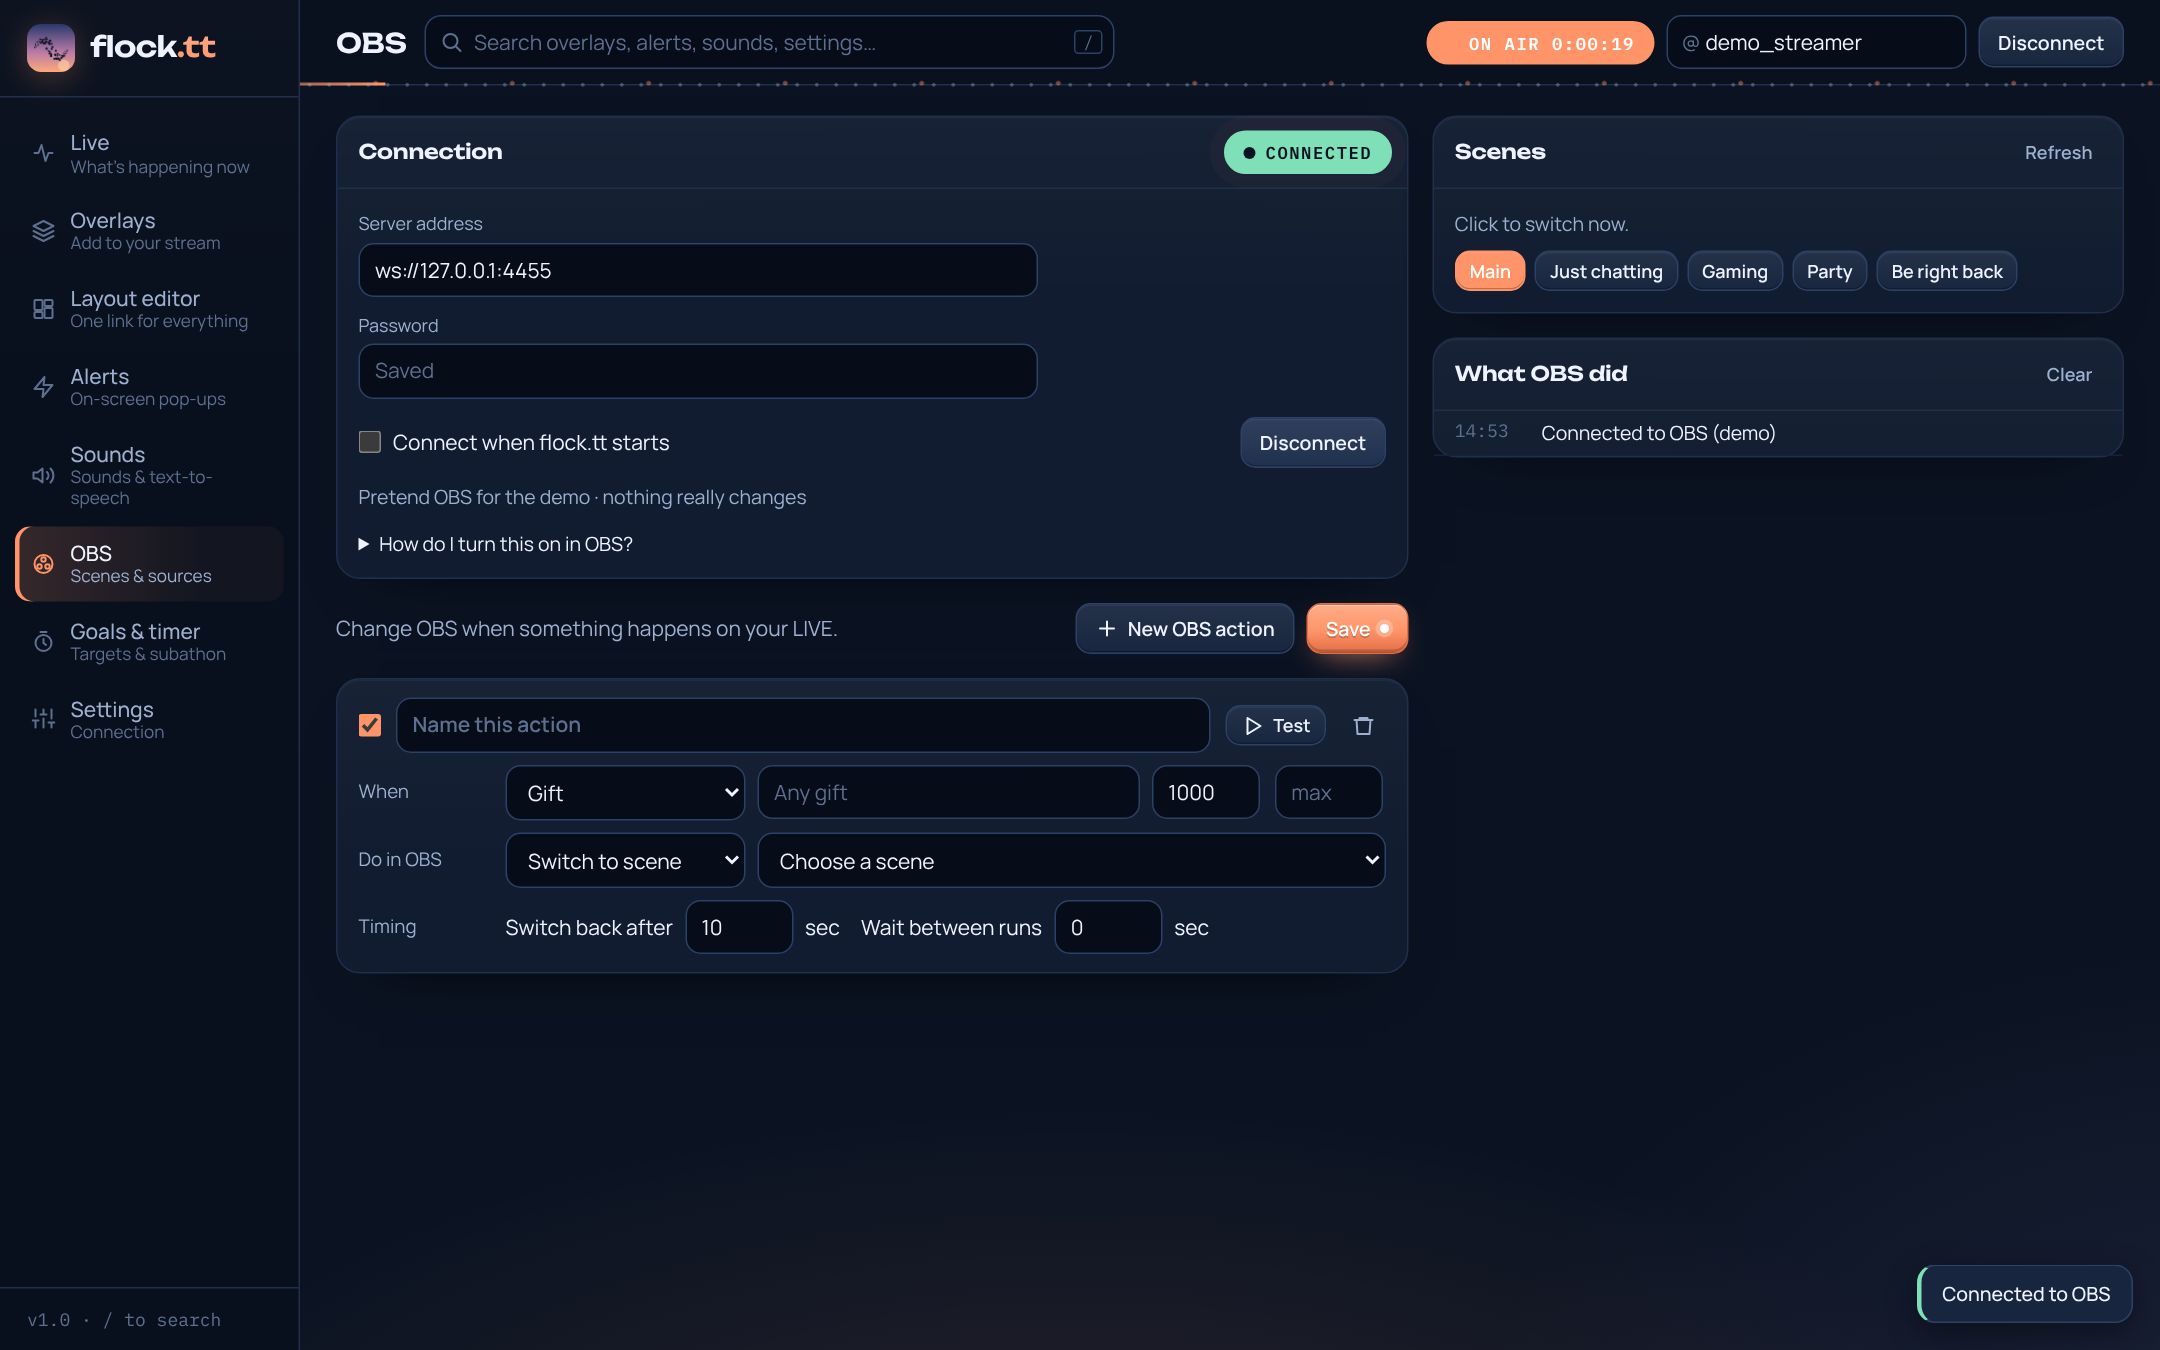 flock.tt
OBS
Search overlays, alerts, sounds, settings...
/
ON AIR 0:00:19
@ demo_streamer
Disconnect
Live
What's happening now
Overlays
Add to your stream
Layout editor
One link for everything
Alerts
On-screen pop-ups
Sounds
Sounds & text-to-
speech
OBS
Scenes & sources
Goals & timer
Targets & subathon
Settings
Connection
v1.0 · / to search
Connection
CONNECTED
Server address
ws://127.0.0.1:4455
Password
Saved
Connect when flock.tt starts
Disconnect
Pretend OBS for the demo · nothing really changes
How do I turn this on in OBS?
Change OBS when something happens on your LIVE.
New OBS action
Save
Name this action
Test
When
Gift
Any gift
1000
max
Do in OBS
Switch to scene
Choose a scene
Timing
Switch back after
10
sec
Wait between runs
0
sec
Scenes
Refresh
Click to switch now.
Main
Just chatting
Gaming
Party
Be right back
What OBS did
Clear
14:53
Connected to OBS (demo)
Connected to OBS